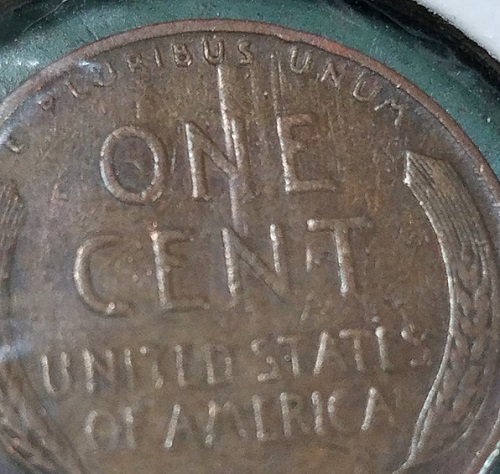 E PLURIBUS UNUM
ONE
CENT
UNITED STATES
OF AMERICA